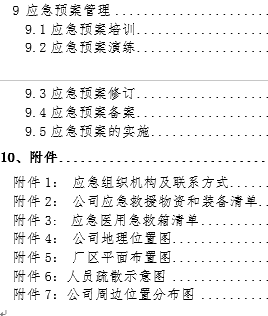 9 应急预案管理..................
9.1应急预案培训...............
9.2应急预案演练...............
9.3应急预案修订...............
9.4应急预案备案...............
9.5应急预案的实施.............
10、附件..........................
附件1： 应急组织机构及联系方式......
附件2： 公司应急救援物资和装备清单...
附件3： 应急医用急救箱清单..........
附件4： 公司地理位置图.............
附件5： 厂区平面布置图.............
附件6：人员疏散示意图 .............
附件7：公司周边位置分布图 .........